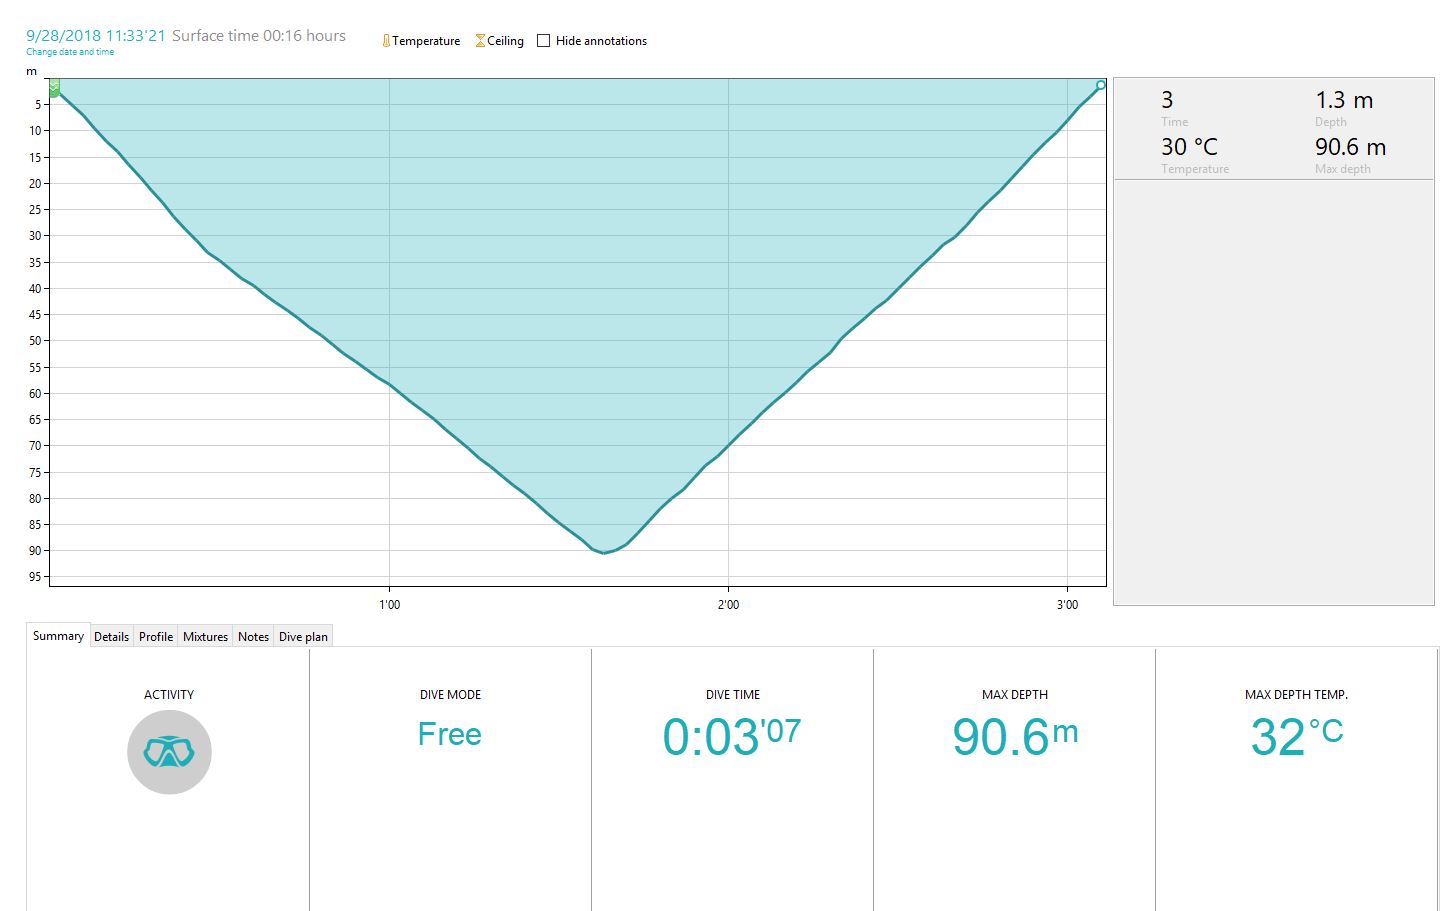 9/28/2018 11:33'21 Surface time 00:16 hours
Change date and time
Temperature Ceiling Hide annotations
m
5
10
15
20
25
30
35
40
45
50
55
60
65
70
75
80
85
90
95
1'00 2'00 3'00
3 1.3 m
Time Depth
30 °C 90.6 m
Temperature Max depth
Summary Details Profile Mixtures Notes Dive plan
ACTIVITY DIVE MODE DIVE TIME MAX DEPTH MAX DEPTH TEMP.
Free 0:03'07 90.6 m 32 °C